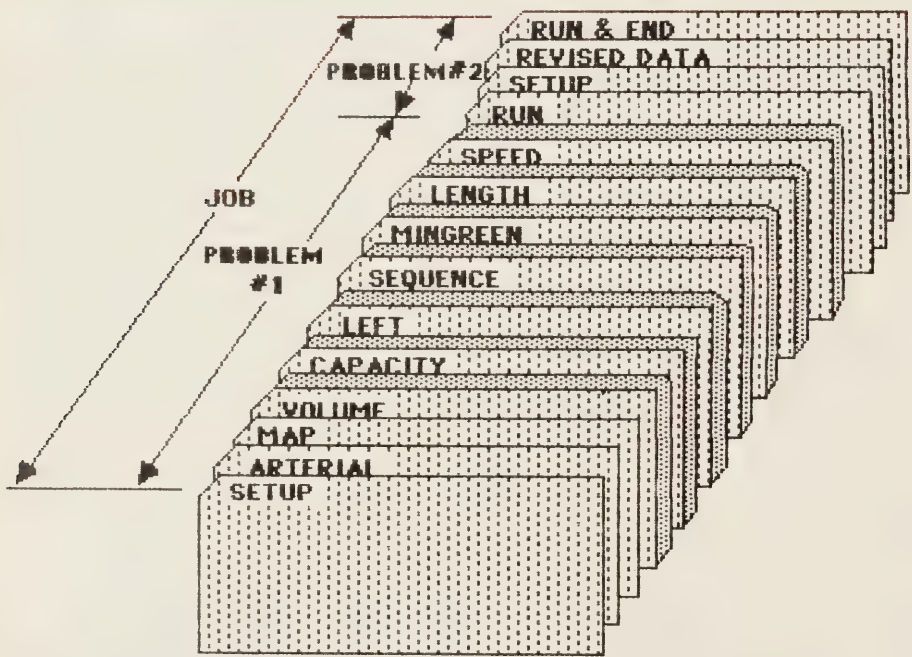 RUN & END
REVISED DATA
PROBLEM#2
SETUP
RUN
SPEED
JOB
LENGTH
MINGREEN
PROBLEM
#1
SEQUENCE
LEFT
CAPACITY
VOLUME
MAP
ARTERIAL
SETUP